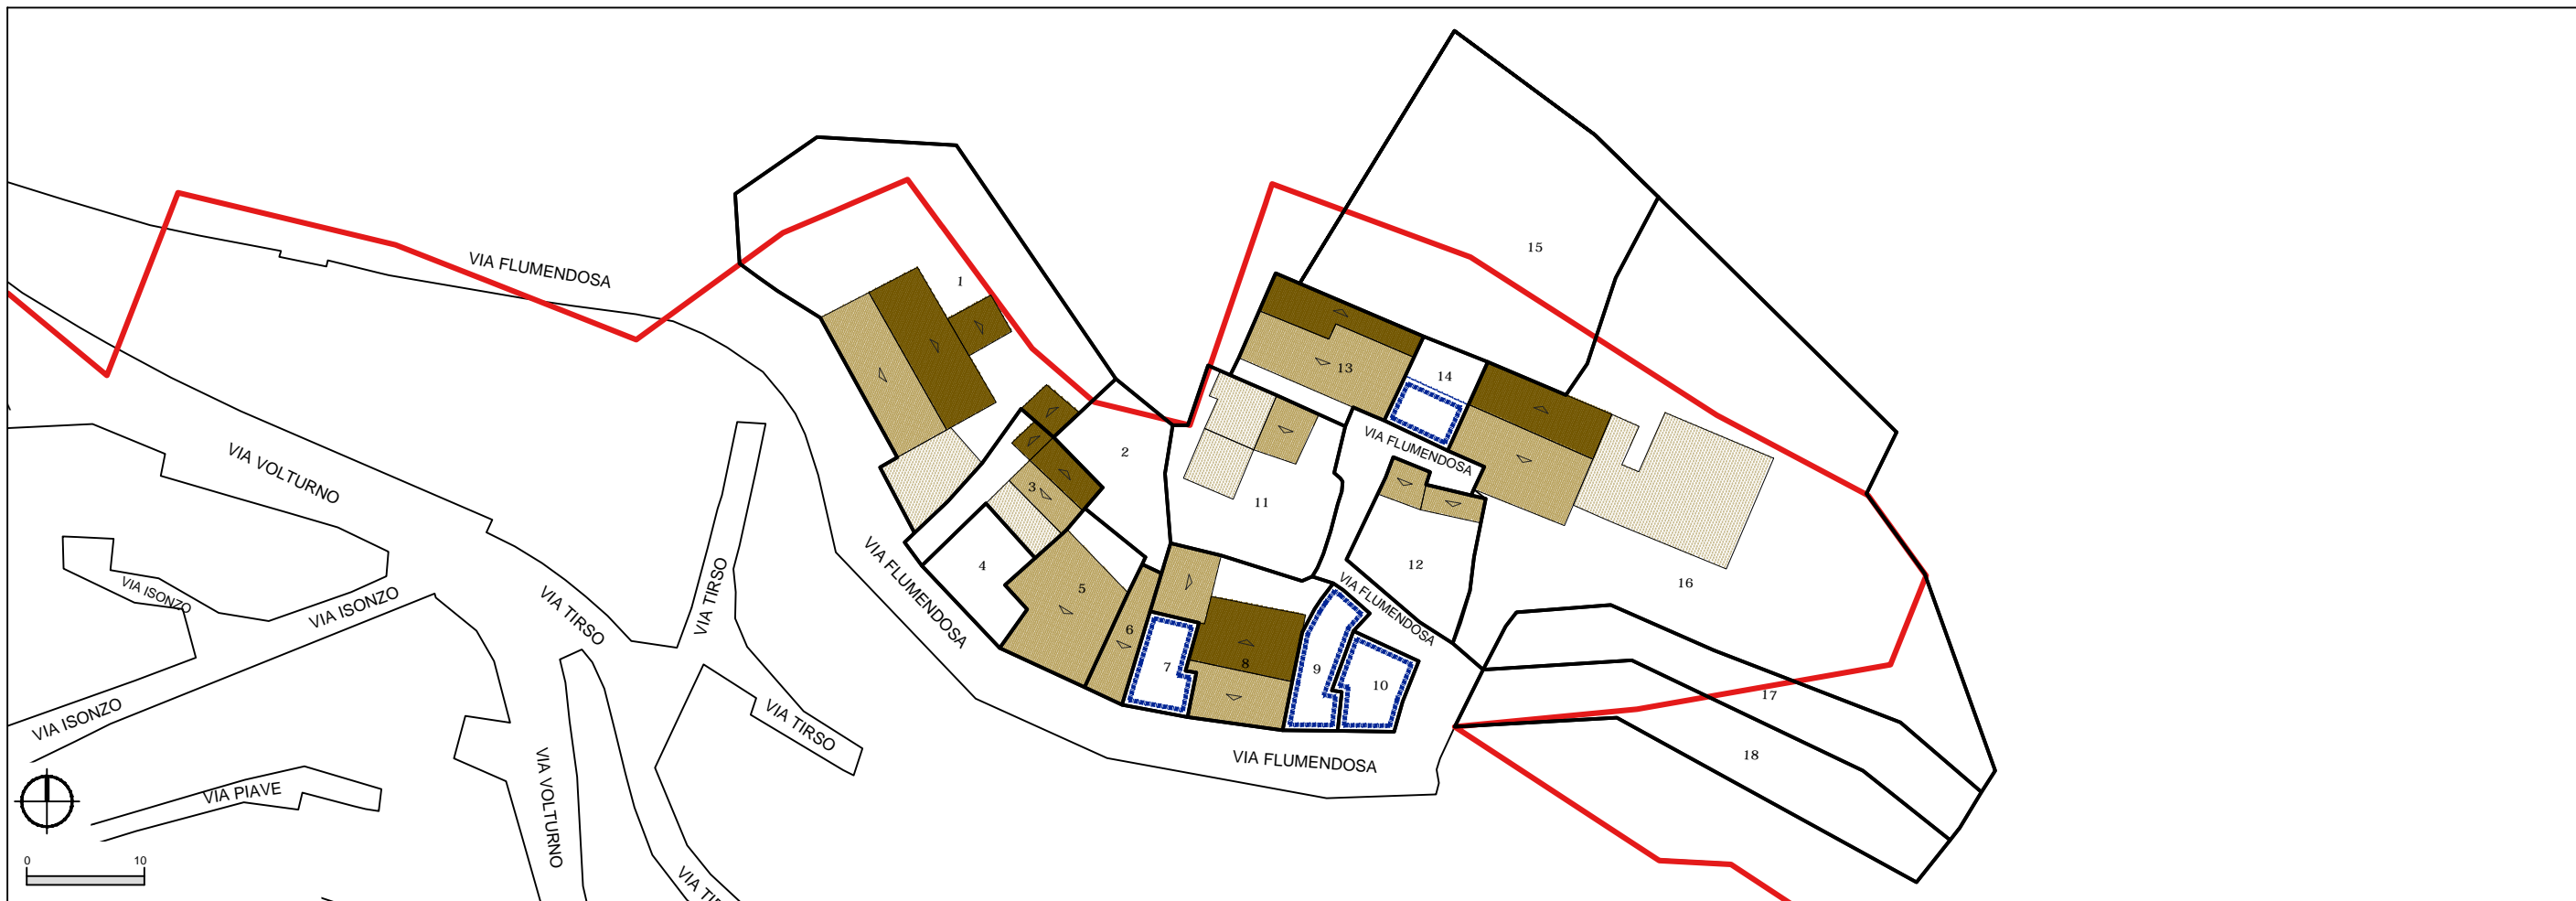 15
VIA FLUMENDOSA
1
13
14
VIA FLUMENDOSA
2
VIA VOLTURNO
3
11
12
16
4
5
VIA FLUMENDOSA
VIA FLUMENDOSA
VIA ISONZO
VIA ISONZO
VIA TIRSO
VIA TIRSO
6
7
8
9
10
17
18
VIA ISONZO
VIA TIRSO
VIA FLUMENDOSA
VIA PIAVE
VIA VOLTURNO
0 10